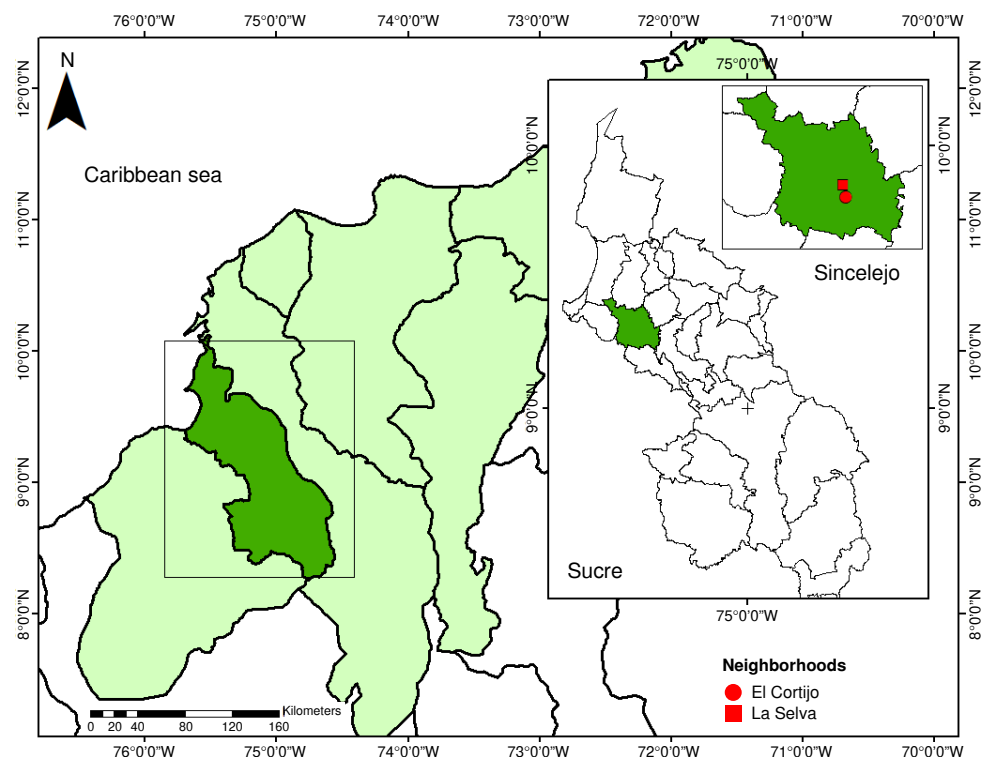 76°0'0"W 75°0'0"W 74°0'0"W 73°0'0"W 72°0'0"W 71°0'0"W 70°0'0"W
N
12°0'0"N
11°0'0"N
10°0'0"N
9°0'0"N
8°0'0"N
Caribbean sea
75°0'0"W
10°0'0"N
9°0'0"N
10°0'0"N
9°0'0"N
Sincelejo
Sucre
75°0'0"W
12°0'0"N
11°0'0"N
10°0'0"N
9°0'0"N
8°0'0"N
Neighborhoods
El Cortijo
La Selva
Kilometers
0 20 40 80 120 160
76°0'0"W 75°0'0"W 74°0'0"W 73°0'0"W 72°0'0"W 71°0'0"W 70°0'0"W